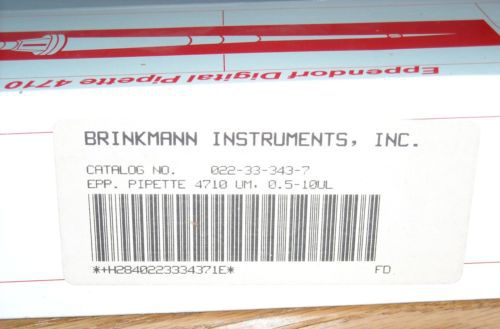 Eppendorf Digital Pipette 4710
BRINKMANN INSTRUMENTS, INC.
CATALOG NO. 022-33-343-7
EPP. PIPETTE 4710 UM, 0.5-10UL
*+H2840223334371E* FD